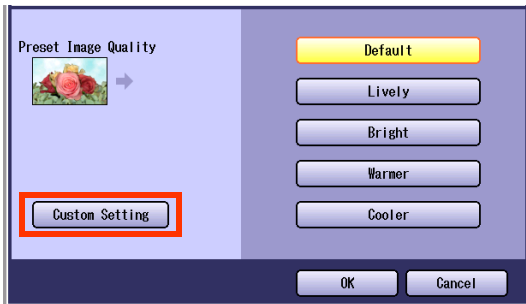 Preset Image Quality
Default
Lively
Bright
Warmer
Custom Setting
Cooler
OK
Cancel